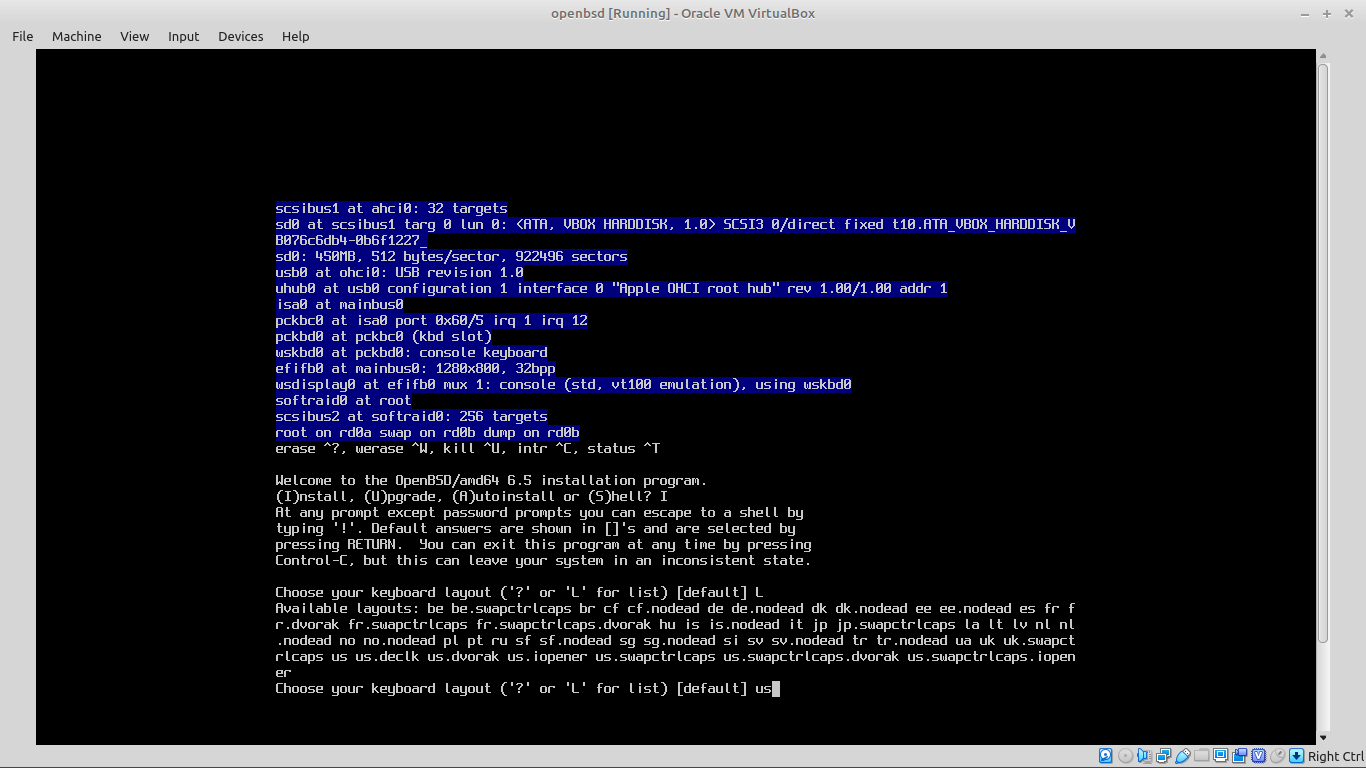 openbsd [Running] - Oracle VM VirtualBox
File Machine View Input Devices Help
scsibus1 at ahci0: 32 targets
sd0 at scsibus1 targ 0 lun 0: <ATA, VBOX HARDDISK, 1.0> SCSI3 0/direct fixed t10.ATA_VBOX_HARDDISK_V
B076c6db4-0b6f1227_
sd0: 450MB, 512 bytes/sector, 922496 sectors
usb0 at ohci0: USB revision 1.0
uhub0 at usb0 configuration 1 interface 0 "Apple OHCI root hub" rev 1.00/1.00 addr 1
isa0 at mainbus0
pckbc0 at isa0 port 0x60/5 irq 1 irq 12
pckbd0 at pckbc0 (kbd slot)
wskbd0 at pckbd0: console keyboard
efifb0 at mainbus0: 1280x800, 32bpp
wsdisplay0 at efifb0 mux 1: console (std, vt100 emulation), using wskbd0
softraid0 at root
scsibus2 at softraid0: 256 targets
root on rd0a swap on rd0b dump on rd0b
erase ^?, werase ^W, kill ^U, intr ^C, status ^T
Welcome to the OpenBSD/amd64 6.5 installation program.
(I)nstall, (U)pgrade, (A)utoinstall or (S)hell? I
At any prompt except password prompts you can escape to a shell by
typing '!'. Default answers are shown in []'s and are selected by
pressing RETURN.  You can exit this program at any time by pressing
Control-C, but this can leave your system in an inconsistent state.
Choose your keyboard layout ('?' or 'L' for list) [default] L
Available layouts: be be.swapctrlcaps br cf cf.nodead de de.nodead dk dk.nodead ee ee.nodead es fr f
r.dvorak fr.swapctrlcaps fr.swapctrlcaps.dvorak hu is is.nodead it jp jp.swapctrlcaps la lt lv nl nl
.nodead no no.nodead pl pt ru sf sf.nodead sg sg.nodead si sv sv.nodead tr tr.nodead ua uk uk.swapct
rlcaps us us.declk us.dvorak us.iopener us.swapctrlcaps us.swapctrlcaps.dvorak us.swapctrlcaps.iopen
er
Choose your keyboard layout ('?' or 'L' for list) [default] us
Right Ctrl